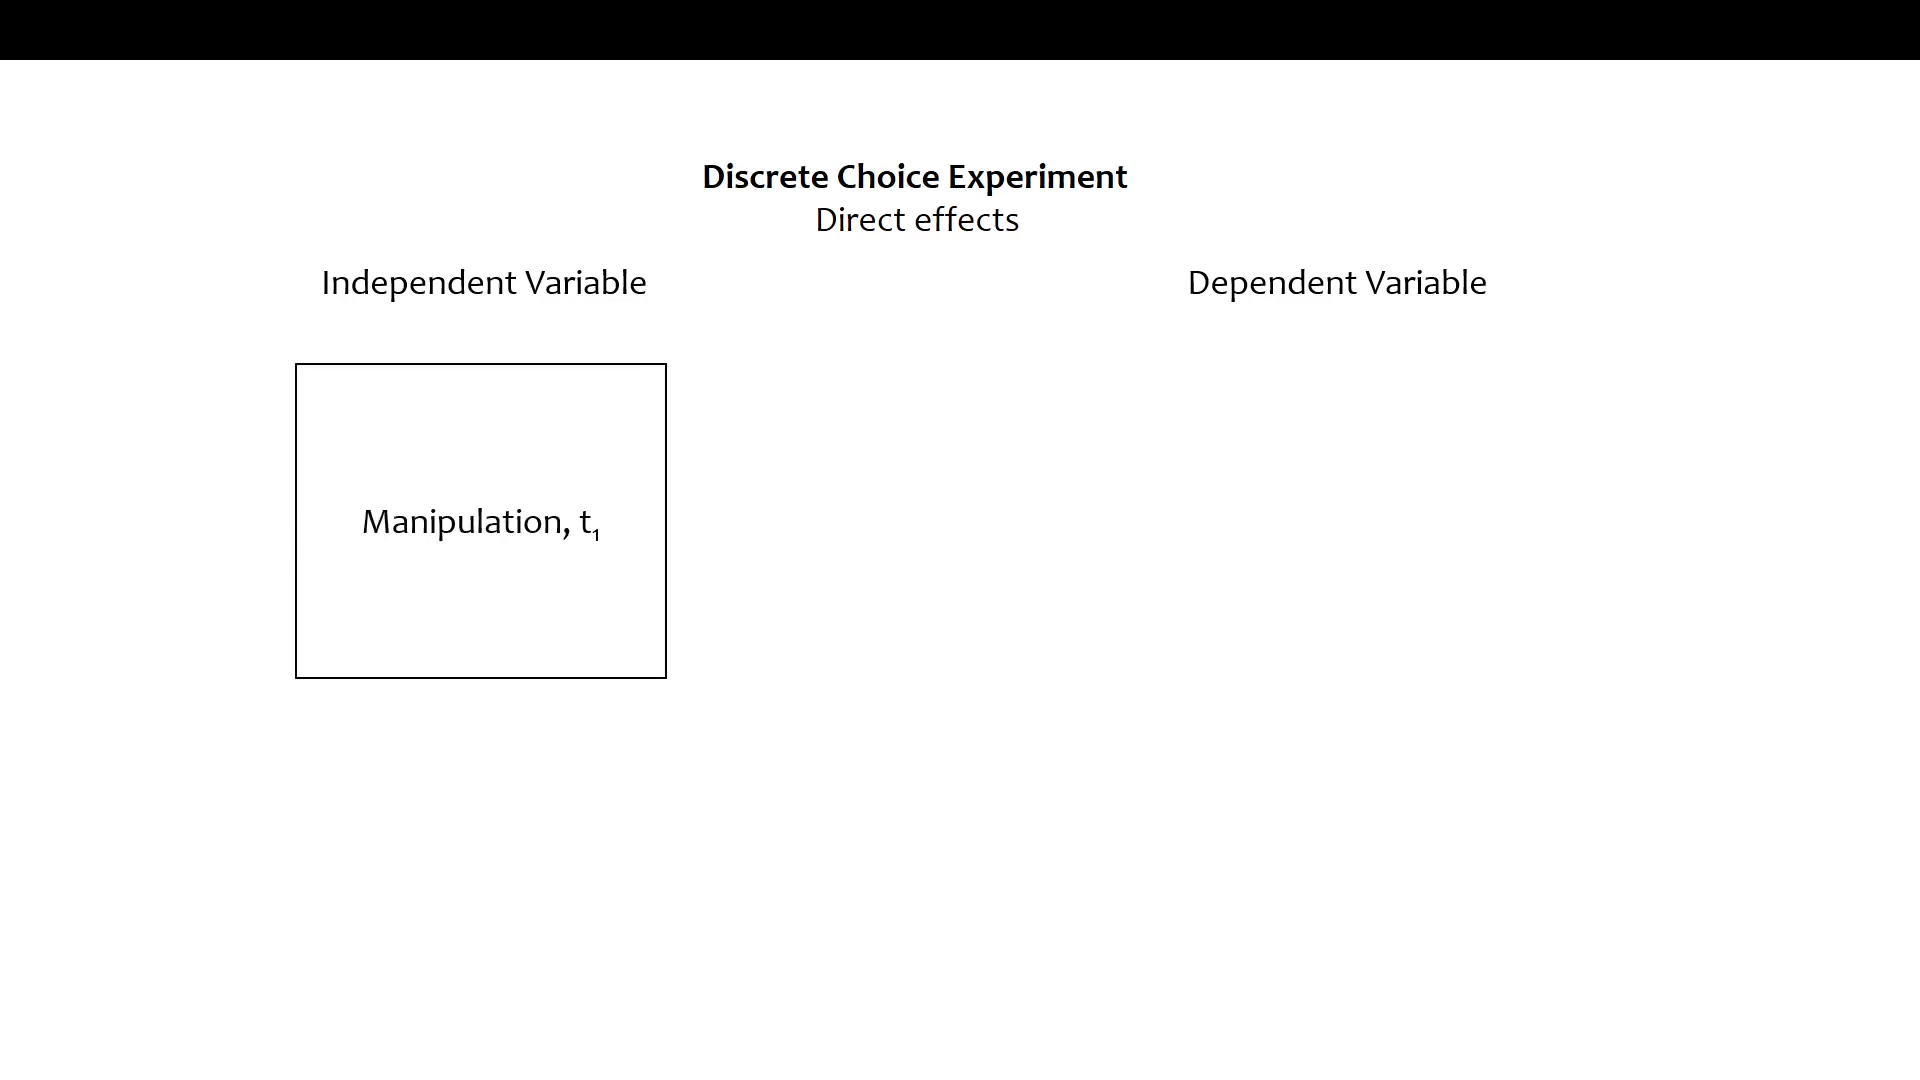 Discrete Choice Experiment
Direct effects
Independent Variable
Dependent Variable
Manipulation, t₁